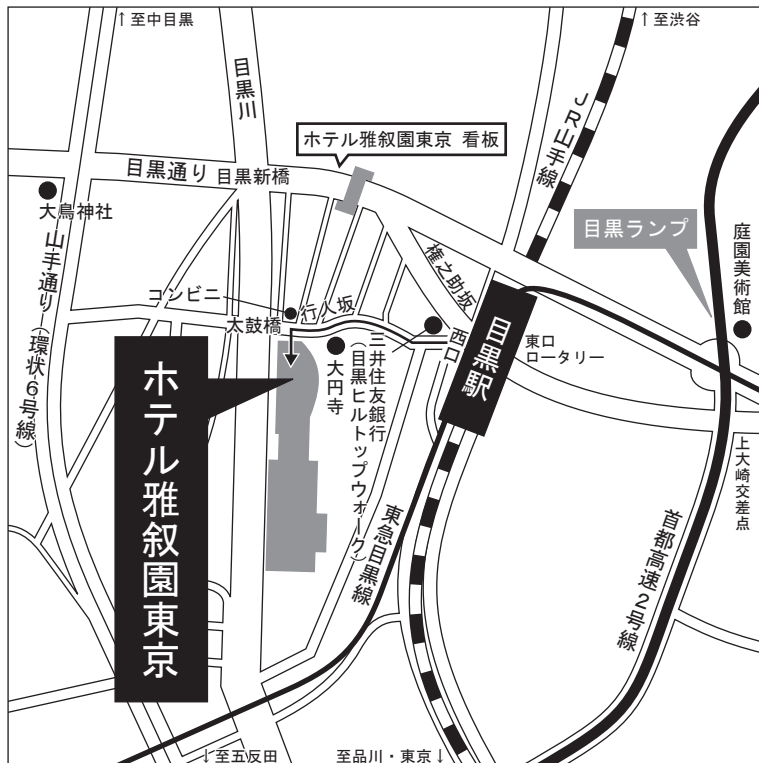 ↑至中目黒
↑至渋谷
目黒川
JR山手線
ホテル雅叙園東京 看板
目黒通り
目黒新橋
大鳥神社
目黒ランプ
庭園美術館
山手通り（環状6号線）
権之助坂
コンビニ
行人坂
太鼓橋
西口
目黒駅
東口
ロータリー
三井住友銀行
（目黒ヒルトップウォーク）
大円寺
ホテル雅叙園東京
上大崎交差点
東急目黒線
首都高速2号線
↓至五反田
至品川・東京↓